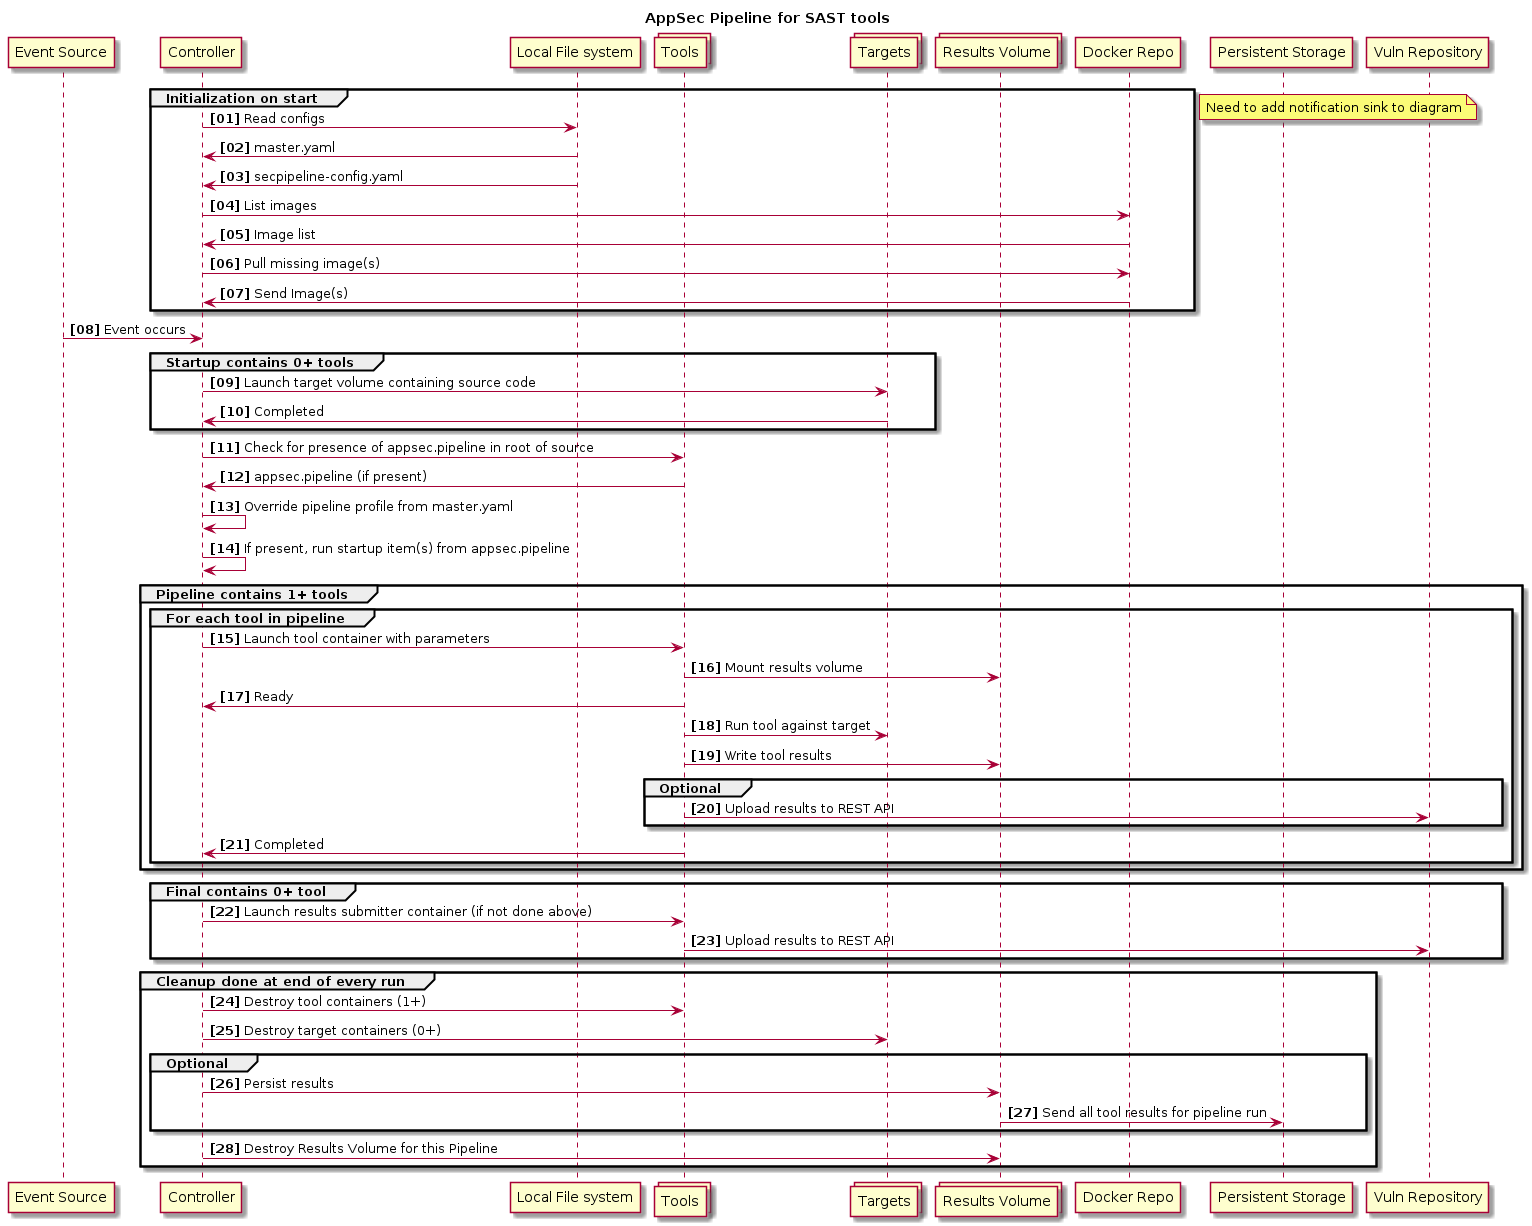 AppSec Pipeline for SAST tools
Event Source
Controller
Local File system
Tools
Targets
Results Volume
Docker Repo
Persistent Storage
Vuln Repository
Initialization on start
Need to add notification sink to diagram
[01] Read configs
[02] master.yaml
[03] secpipeline-config.yaml
[04] List images
[05] Image list
[06] Pull missing image(s)
[07] Send Image(s)
[08] Event occurs
Startup contains 0+ tools
[09] Launch target volume containing source code
[10] Completed
[11] Check for presence of appsec.pipeline in root of source
[12] appsec.pipeline (if present)
[13] Override pipeline profile from master.yaml
[14] If present, run startup item(s) from appsec.pipeline
Pipeline contains 1+ tools
For each tool in pipeline
[15] Launch tool container with parameters
[16] Mount results volume
[17] Ready
[18] Run tool against target
[19] Write tool results
Optional
[20] Upload results to REST API
[21] Completed
Final contains 0+ tool
[22] Launch results submitter container (if not done above)
[23] Upload results to REST API
Cleanup done at end of every run
[24] Destroy tool containers (1+)
[25] Destroy target containers (0+)
Optional
[26] Persist results
[27] Send all tool results for pipeline run
[28] Destroy Results Volume for this Pipeline
Event Source
Controller
Local File system
Tools
Targets
Results Volume
Docker Repo
Persistent Storage
Vuln Repository